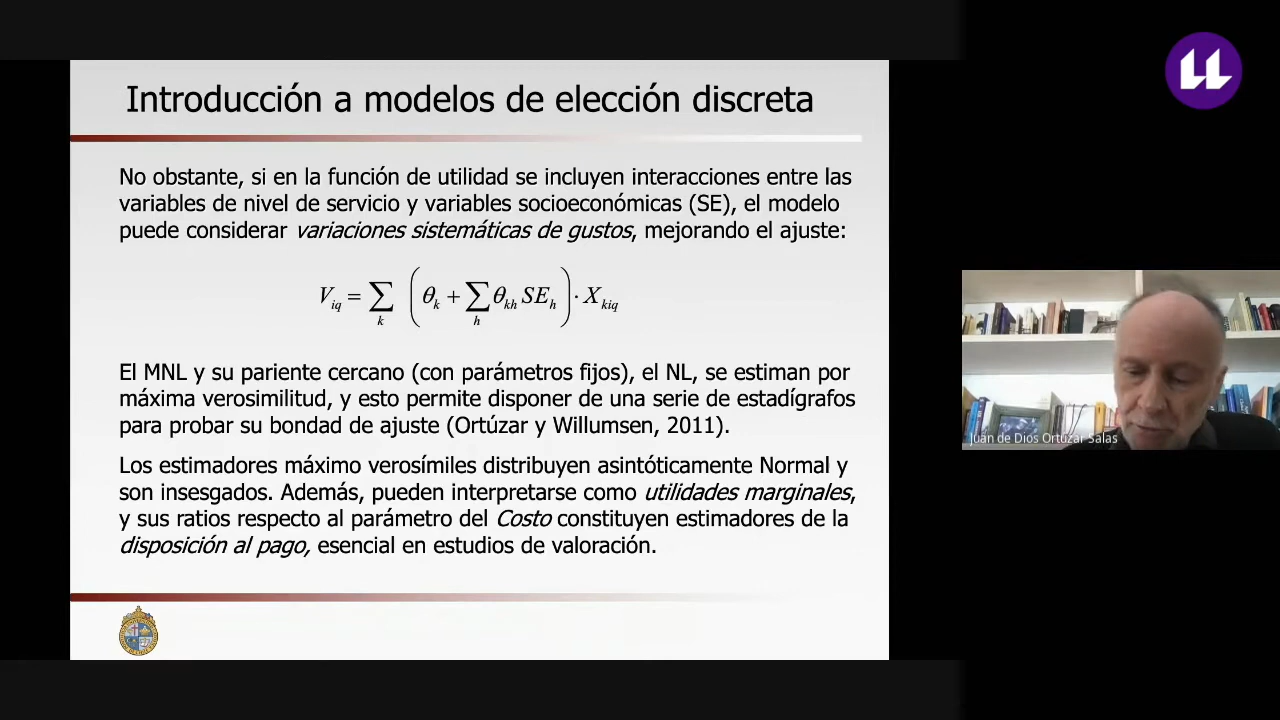 Introducción a modelos de elección discreta
No obstante, si en la función de utilidad se incluyen interacciones entre las
variables de nivel de servicio y variables socioeconómicas (SE), el modelo
puede considerar variaciones sistemáticas de gustos, mejorando el ajuste:
V_iq = ∑_k (θ_k + ∑_h θ_kh SE_h) · X_kiq
El MNL y su pariente cercano (con parámetros fijos), el NL, se estiman por
máxima verosimilitud, y esto permite disponer de una serie de estadígrafos
para probar su bondad de ajuste (Ortúzar y Willumsen, 2011).
Los estimadores máximo verosímiles distribuyen asintóticamente Normal y
son insesgados. Además, pueden interpretarse como utilidades marginales,
y sus ratios respecto al parámetro del Costo constituyen estimadores de la
disposición al pago, esencial en estudios de valoración.
Juan de Dios Ortúzar Salas